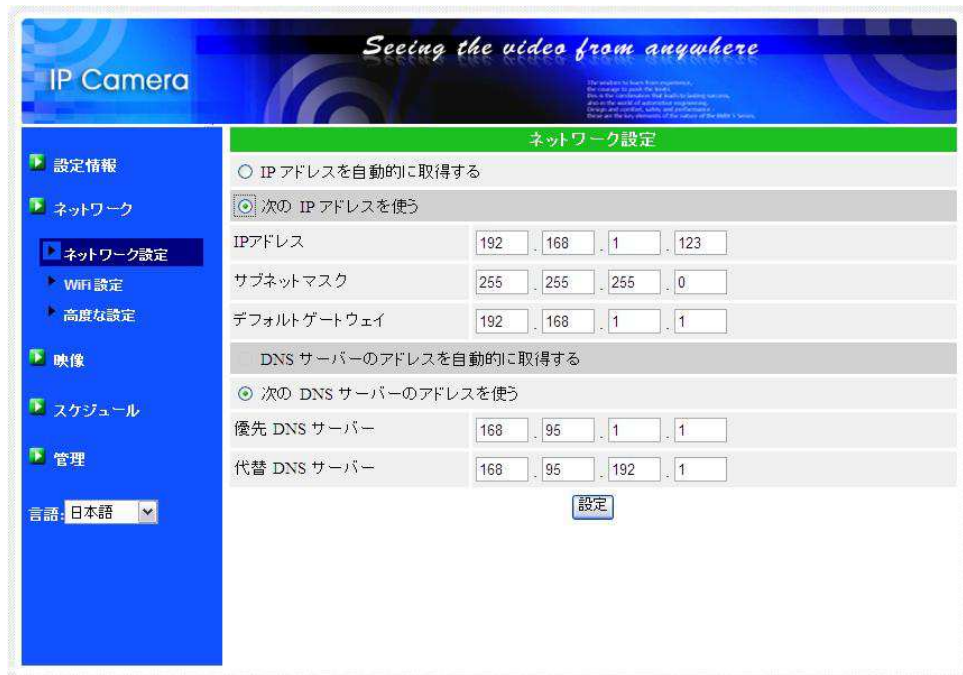 Seeing the video from anywhere
IP Camera
ネットワーク設定
設定情報
ネットワーク
ネットワーク設定
WiFi 設定
高度な設定
映像
スケジュール
管理
言語: 日本語
IP アドレスを自動的に取得する
次の IP アドレスを使う
IPアドレス 192 . 168 . 1 . 123
サブネットマスク 255 . 255 . 255 . 0
デフォルトゲートウェイ 192 . 168 . 1 . 1
DNS サーバーのアドレスを自動的に取得する
次の DNS サーバーのアドレスを使う
優先 DNS サーバー 168 . 95 . 1 . 1
代替 DNS サーバー 168 . 95 . 192 . 1
設定